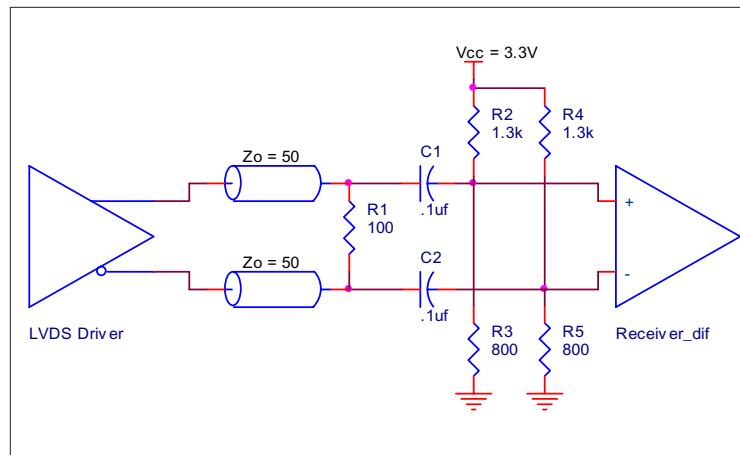 Vcc = 3.3V
R2
1.3k
R4
1.3k
Zo = 50
C1
.1uf
R1
100
+
-
Zo = 50
C2
.1uf
LVDS Driver
R3
800
R5
800
Receiver_dif